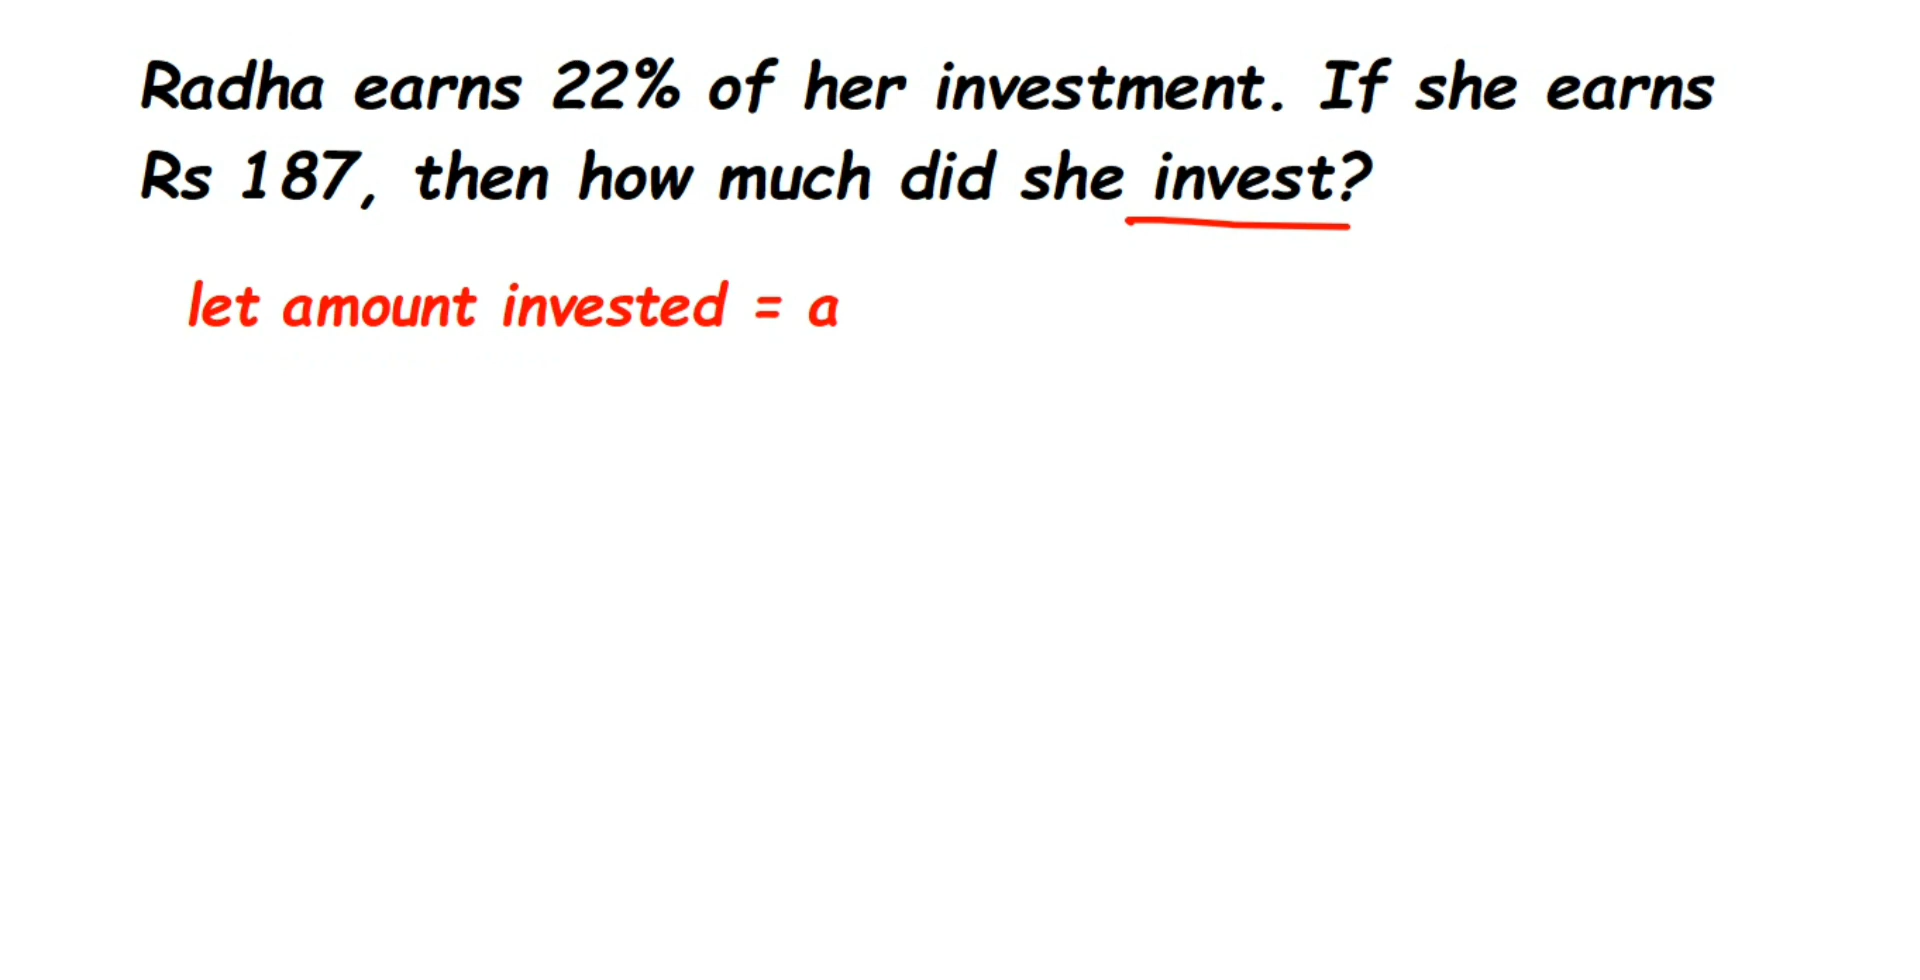 Radha earns 22% of her investment. If she earns
Rs 187, then how much did she invest?
let amount invested = a